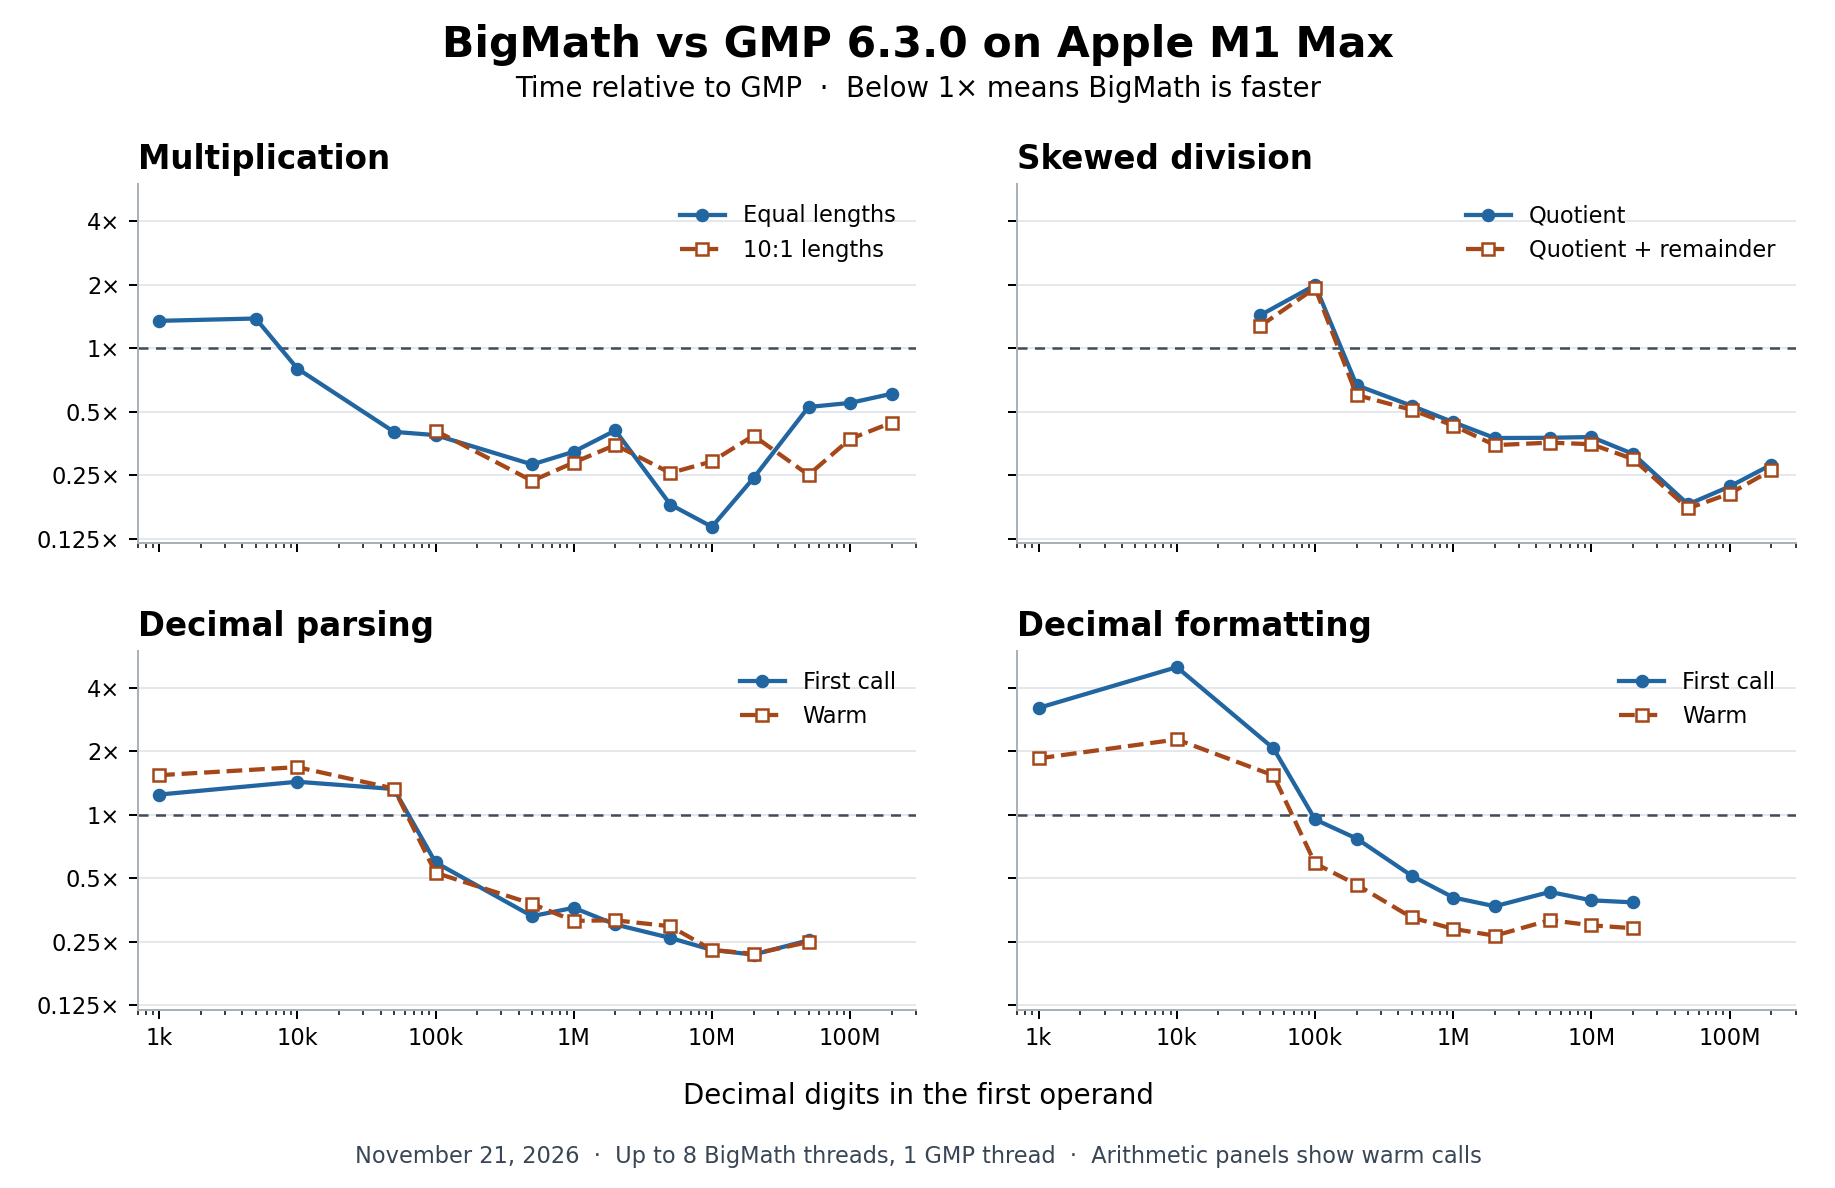 BigMath vs GMP 6.3.0 on Apple M1 Max
Time relative to GMP · Below 1× means BigMath is faster
Multiplication
4×
2×
1×
0.5×
0.25×
0.125×
Equal lengths
10:1 lengths
Skewed division
Quotient
Quotient + remainder
Decimal parsing
4×
2×
1×
0.5×
0.25×
0.125×
First call
Warm
1k 10k 100k 1M 10M 100M
Decimal formatting
First call
Warm
1k 10k 100k 1M 10M 100M
Decimal digits in the first operand
November 21, 2026 · Up to 8 BigMath threads, 1 GMP thread · Arithmetic panels show warm calls